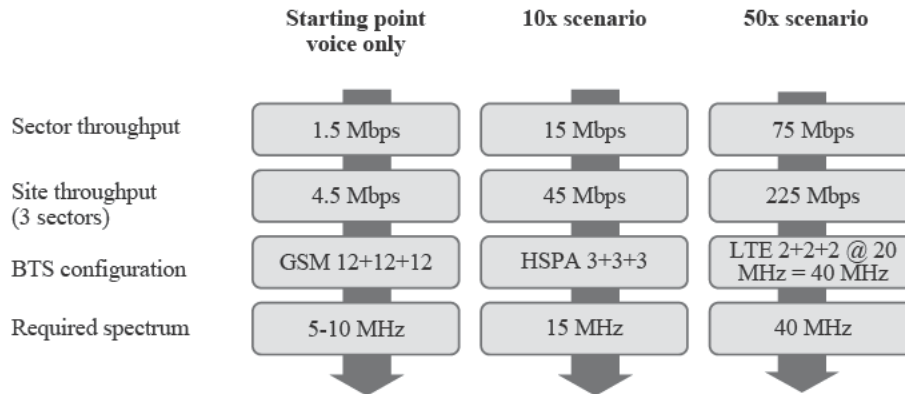 Starting point voice only
10x scenario
50x scenario
Sector throughput
1.5 Mbps
15 Mbps
75 Mbps
Site throughput
(3 sectors)
4.5 Mbps
45 Mbps
225 Mbps
BTS configuration
GSM 12+12+12
HSPA 3+3+3
LTE 2+2+2 @ 20
MHz = 40 MHz
Required spectrum
5-10 MHz
15 MHz
40 MHz